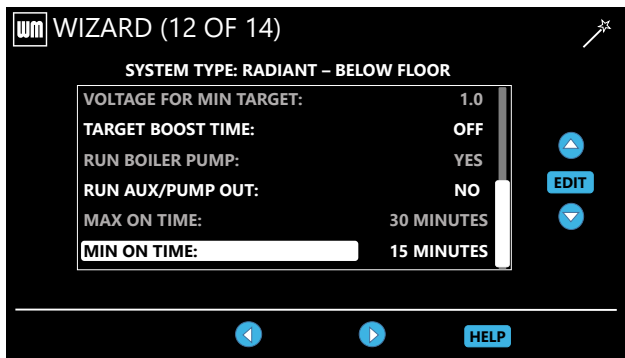 wm WIZARD (12 OF 14)
SYSTEM TYPE: RADIANT – BELOW FLOOR
VOLTAGE FOR MIN TARGET: 1.0
TARGET BOOST TIME: OFF
RUN BOILER PUMP: YES
RUN AUX/PUMP OUT: NO
MAX ON TIME: 30 MINUTES
MIN ON TIME: 15 MINUTES
EDIT
HELP